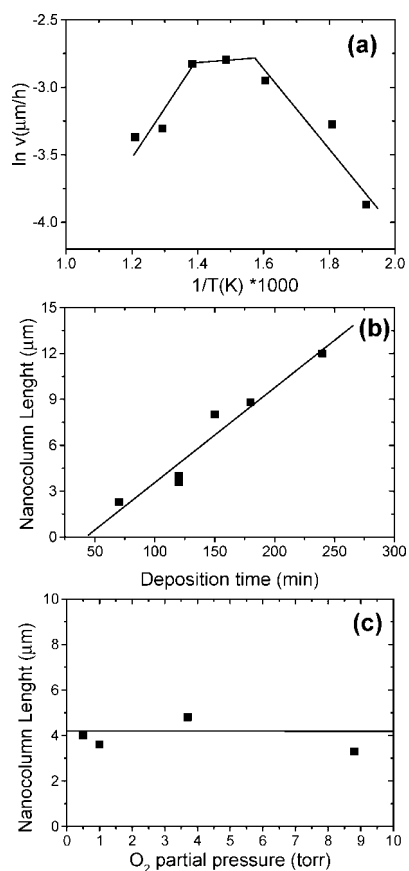 (a)
-2.5
-3.0
-3.5
-4.0
ln v(μm/h)
1.0 1.2 1.4 1.6 1.8 2.0
1/T(K) *1000
(b)
15
12
9
6
3
0
Nanocolumn Lenght (μm)
50 100 150 200 250 300
Deposition time (min)
(c)
10
8
6
4
2
0
Nanocolumn Lenght (μm)
0 1 2 3 4 5 6 7 8 9 10
O₂ partial pressure (torr)